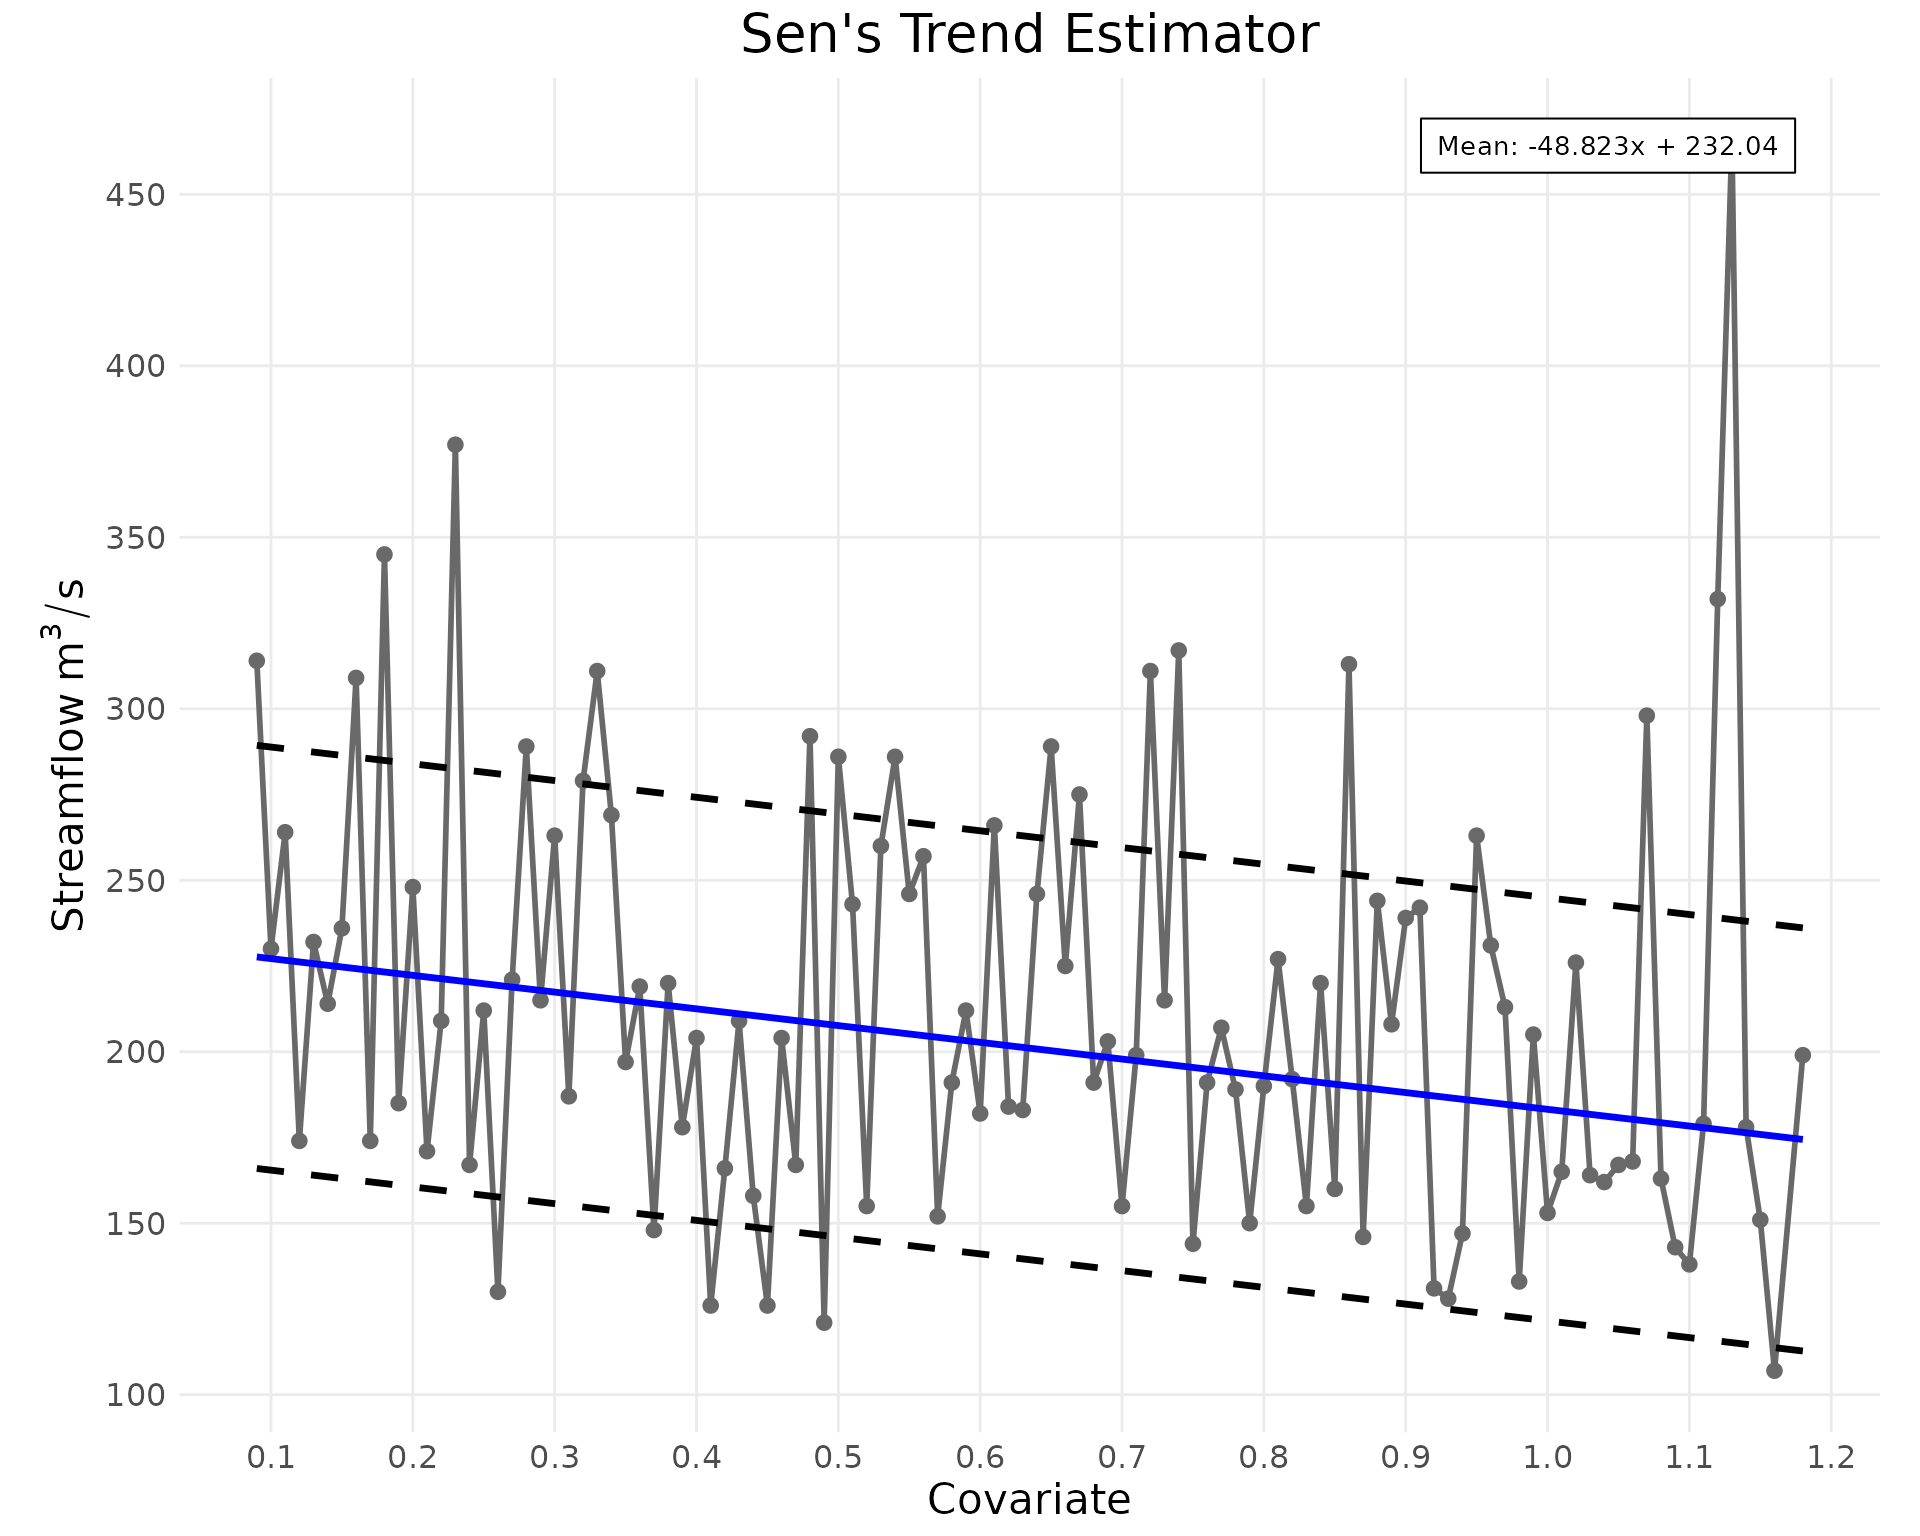 Sen's Trend Estimator
Mean: -48.823x + 232.04
450
400
350
300
250
200
150
100
Streamflow m³/s
0.1 0.2 0.3 0.4 0.5 0.6 0.7 0.8 0.9 1.0 1.1 1.2
Covariate